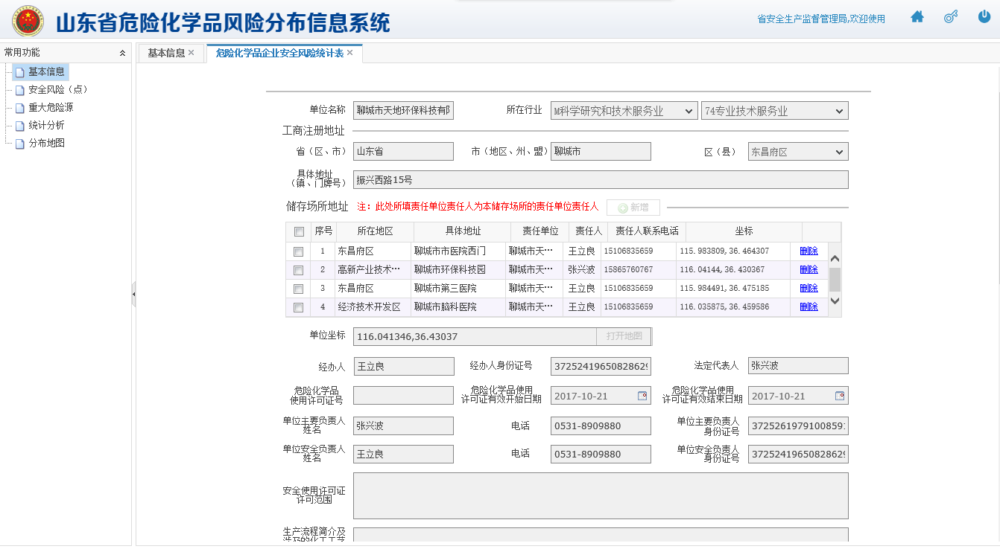 山东省危险化学品风险分布信息系统
省安全生产监督管理局,欢迎使用
常用功能
基本信息
安全风险（点）
重大危险源
统计分析
分布地图
基本信息 ×
危险化学品企业安全风险统计表 ×
单位名称 聊城市天地环保科技有 所在行业 M科学研究和技术服务业 74专业技术服务业
工商注册地址
省（区、市） 山东省 市（地区、州、盟） 聊城市 区（县） 东昌府区
具体地址
（镇、门牌号） 振兴西路15号
储存场所地址 注：此处所填责任单位责任人为本储存场所的责任单位责任人 新增
序号 所在地区 具体地址 责任单位 责任人 责任人联系电话 坐标
1 东昌府区 聊城市市医院西门 聊城市天··· 王立良 15106835659 115.983809,36.464307 删除
2 高新产业技术··· 聊城市环保科技园 聊城市天··· 张兴波 15865760767 116.04144,36.430367 删除
3 东昌府区 聊城市第三医院 聊城市天··· 王立良 15106835659 115.984491,36.475185 删除
4 经济技术开发区 聊城市脑科医院 聊城市天··· 王立良 15106835659 116.035875,36.459586 删除
单位坐标 116.041346,36.43037 打开地图
经办人 王立良 经办人身份证号 37252419650828629 法定代表人 张兴波
危险化学品
使用许可证号
危险化学品使用
许可证有效开始日期 2017-10-21
危险化学品使用
许可证有效结束日期 2017-10-21
单位主要负责人
姓名 张兴波 电话 0531-8909880 单位主要负责人
身份证号 37252619791008591
单位安全负责人
姓名 王立良 电话 0531-8909880 单位安全负责人
身份证号 37252419650828629
安全使用许可证
许可范围
生产流程简介及
涉及的化工工艺